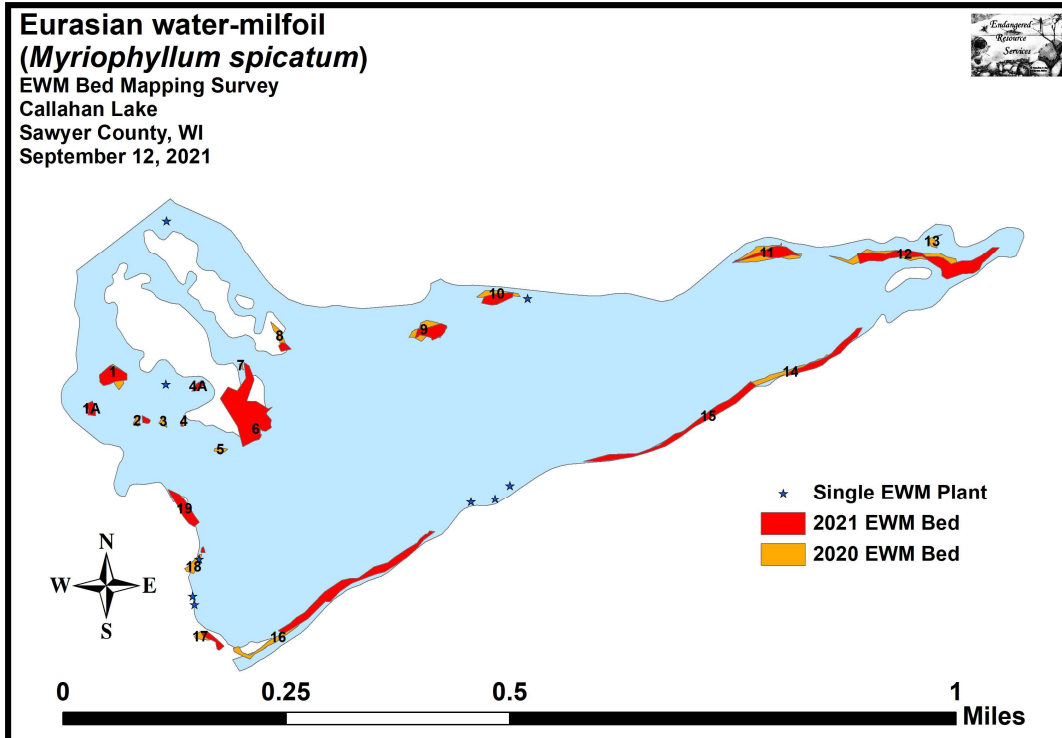 Eurasian water-milfoil
(Myriophyllum spicatum)
EWM Bed Mapping Survey
Callahan Lake
Sawyer County, WI
September 12, 2021
Endangered
Resource
Services
13
12
11
10
9
8
7
1
4A
1A
2
3
4
6
5
14
15
19
18
17
16
Single EWM Plant
2021 EWM Bed
2020 EWM Bed
N
W
E
S
0
0.25
0.5
1
Miles